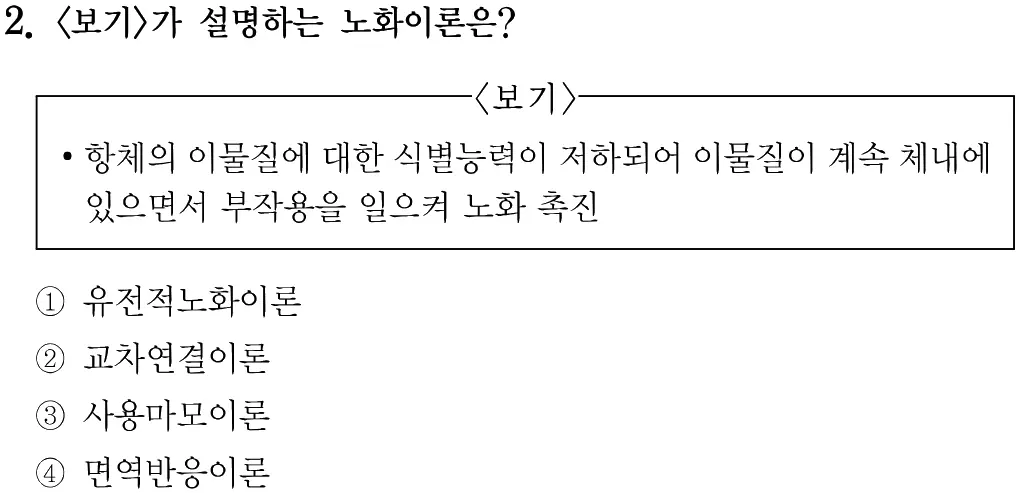 2. 〈보기〉가 설명하는 노화이론은?
〈보기〉
• 항체의 이물질에 대한 식별능력이 저하되어 이물질이 계속 체내에
있으면서 부작용을 일으켜 노화 촉진
① 유전적노화이론
② 교차연결이론
③ 사용마모이론
④ 면역반응이론